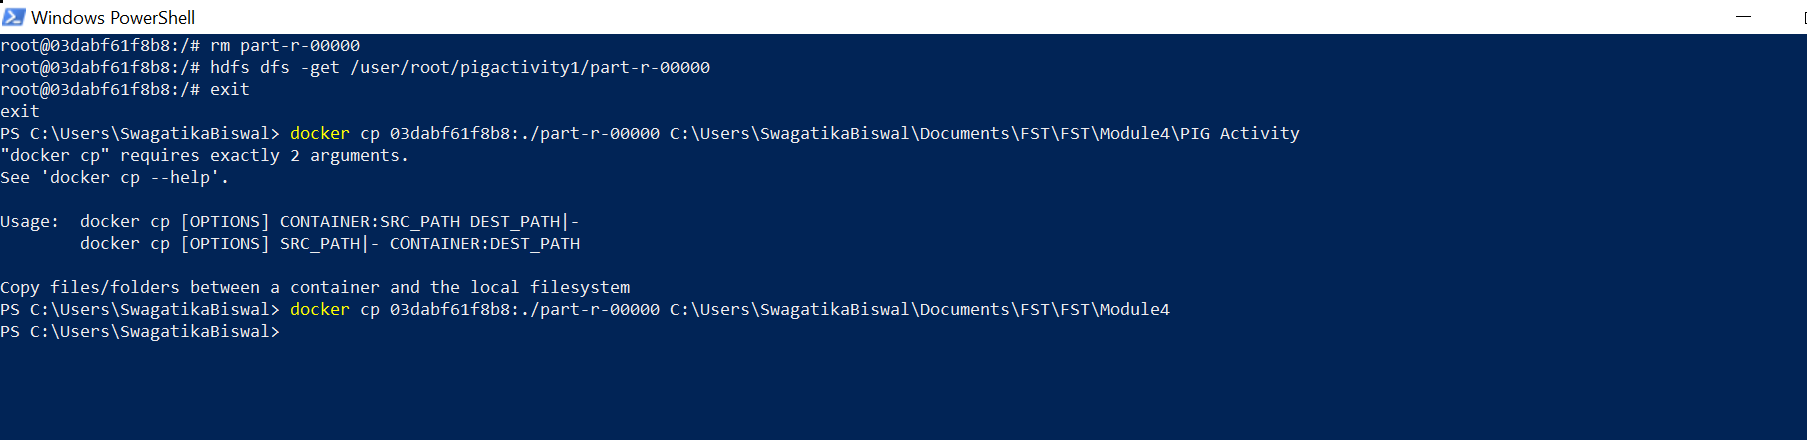 Windows PowerShell
root@03dabf61f8b8:/# rm part-r-00000
root@03dabf61f8b8:/# hdfs dfs -get /user/root/pigactivity1/part-r-00000
root@03dabf61f8b8:/# exit
exit
PS C:\Users\SwagatikaBiswal> docker cp 03dabf61f8b8:./part-r-00000 C:\Users\SwagatikaBiswal\Documents\FST\FST\Module4\PIG Activity
"docker cp" requires exactly 2 arguments.
See 'docker cp --help'.

Usage:  docker cp [OPTIONS] CONTAINER:SRC_PATH DEST_PATH|-
        docker cp [OPTIONS] SRC_PATH|- CONTAINER:DEST_PATH

Copy files/folders between a container and the local filesystem
PS C:\Users\SwagatikaBiswal> docker cp 03dabf61f8b8:./part-r-00000 C:\Users\SwagatikaBiswal\Documents\FST\FST\Module4
PS C:\Users\SwagatikaBiswal>